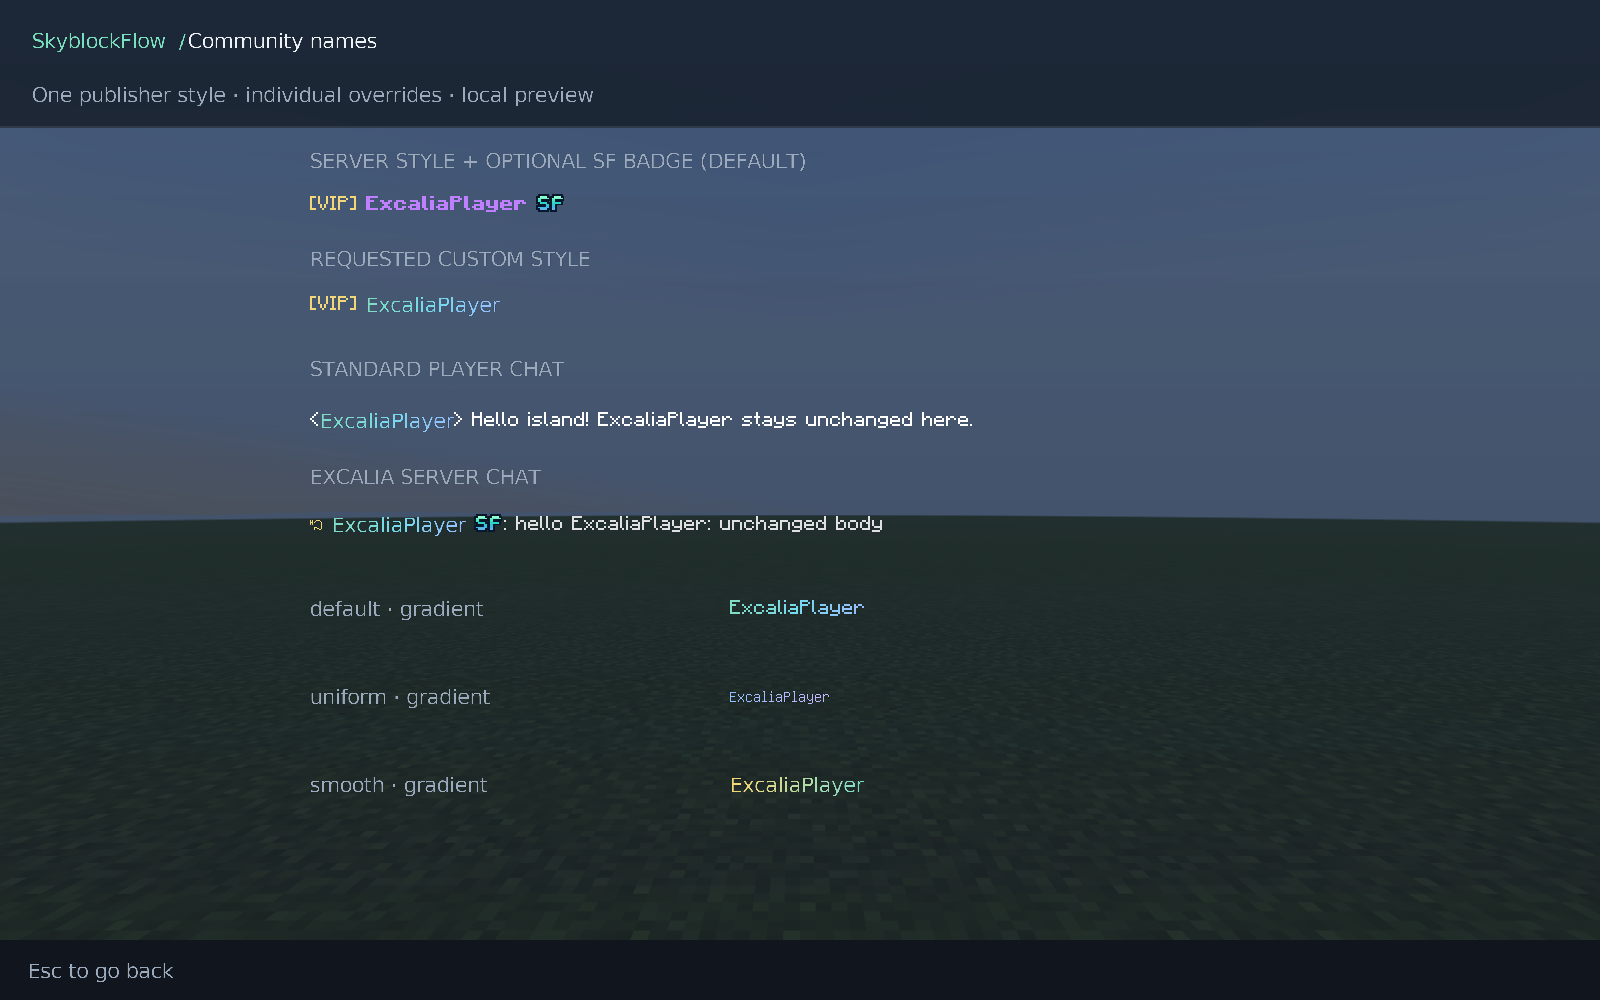 SkyblockFlow /Community names
One publisher style · individual overrides · local preview
SERVER STYLE + OPTIONAL SF BADGE (DEFAULT)
[VIP] ExcaliaPlayer SF
REQUESTED CUSTOM STYLE
[VIP] ExcaliaPlayer
STANDARD PLAYER CHAT
<ExcaliaPlayer> Hello island! ExcaliaPlayer stays unchanged here.
EXCALIA SERVER CHAT
ExcaliaPlayer SF: hello ExcaliaPlayer: unchanged body
default · gradient ExcaliaPlayer
uniform · gradient ExcaliaPlayer
smooth · gradient ExcaliaPlayer
Esc to go back